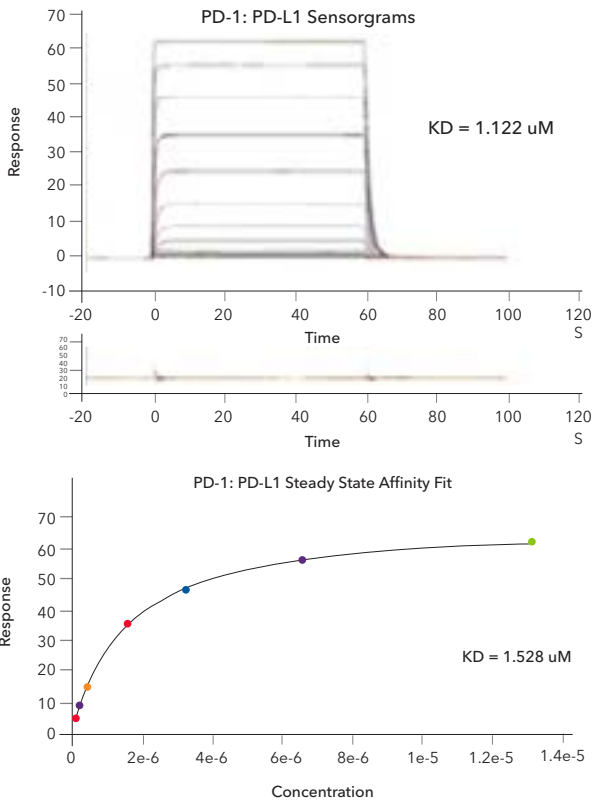 PD-1: PD-L1 Sensorgrams
70
60
50
40
30
20
10
0
-10
Response
KD = 1.122 uM
-20 0 20 40 60 80 100 120
Time
S
70
60
50
40
30
20
10
0
-20 0 20 40 60 80 100 120
Time
S
PD-1: PD-L1 Steady State Affinity Fit
70
60
50
40
30
20
10
0
Response
KD = 1.528 uM
0 2e-6 4e-6 6e-6 8e-6 1e-5 1.2e-5 1.4e-5
Concentration